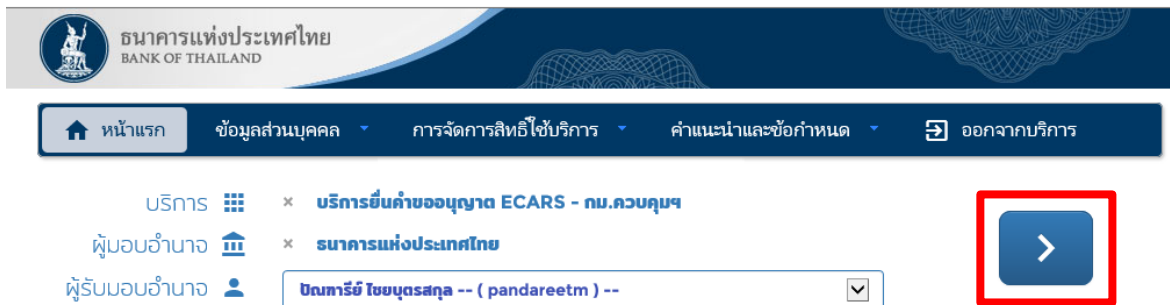 ธนาคารแห่งประเทศไทย
BANK OF THAILAND
หน้าแรก ข้อมูลส่วนบุคคล การจัดการสิทธิ์ใช้บริการ คำแนะนำและข้อกำหนด ออกจากบริการ
บริการ × บริการยื่นคำขออนุญาต ECARS - กม.ควบคุมฯ
ผู้มอบอำนาจ × ธนาคารแห่งประเทศไทย
ผู้รับมอบอำนาจ ปัณฑารีย์ ไชยบุตรสกุล -- ( pandareetm ) --